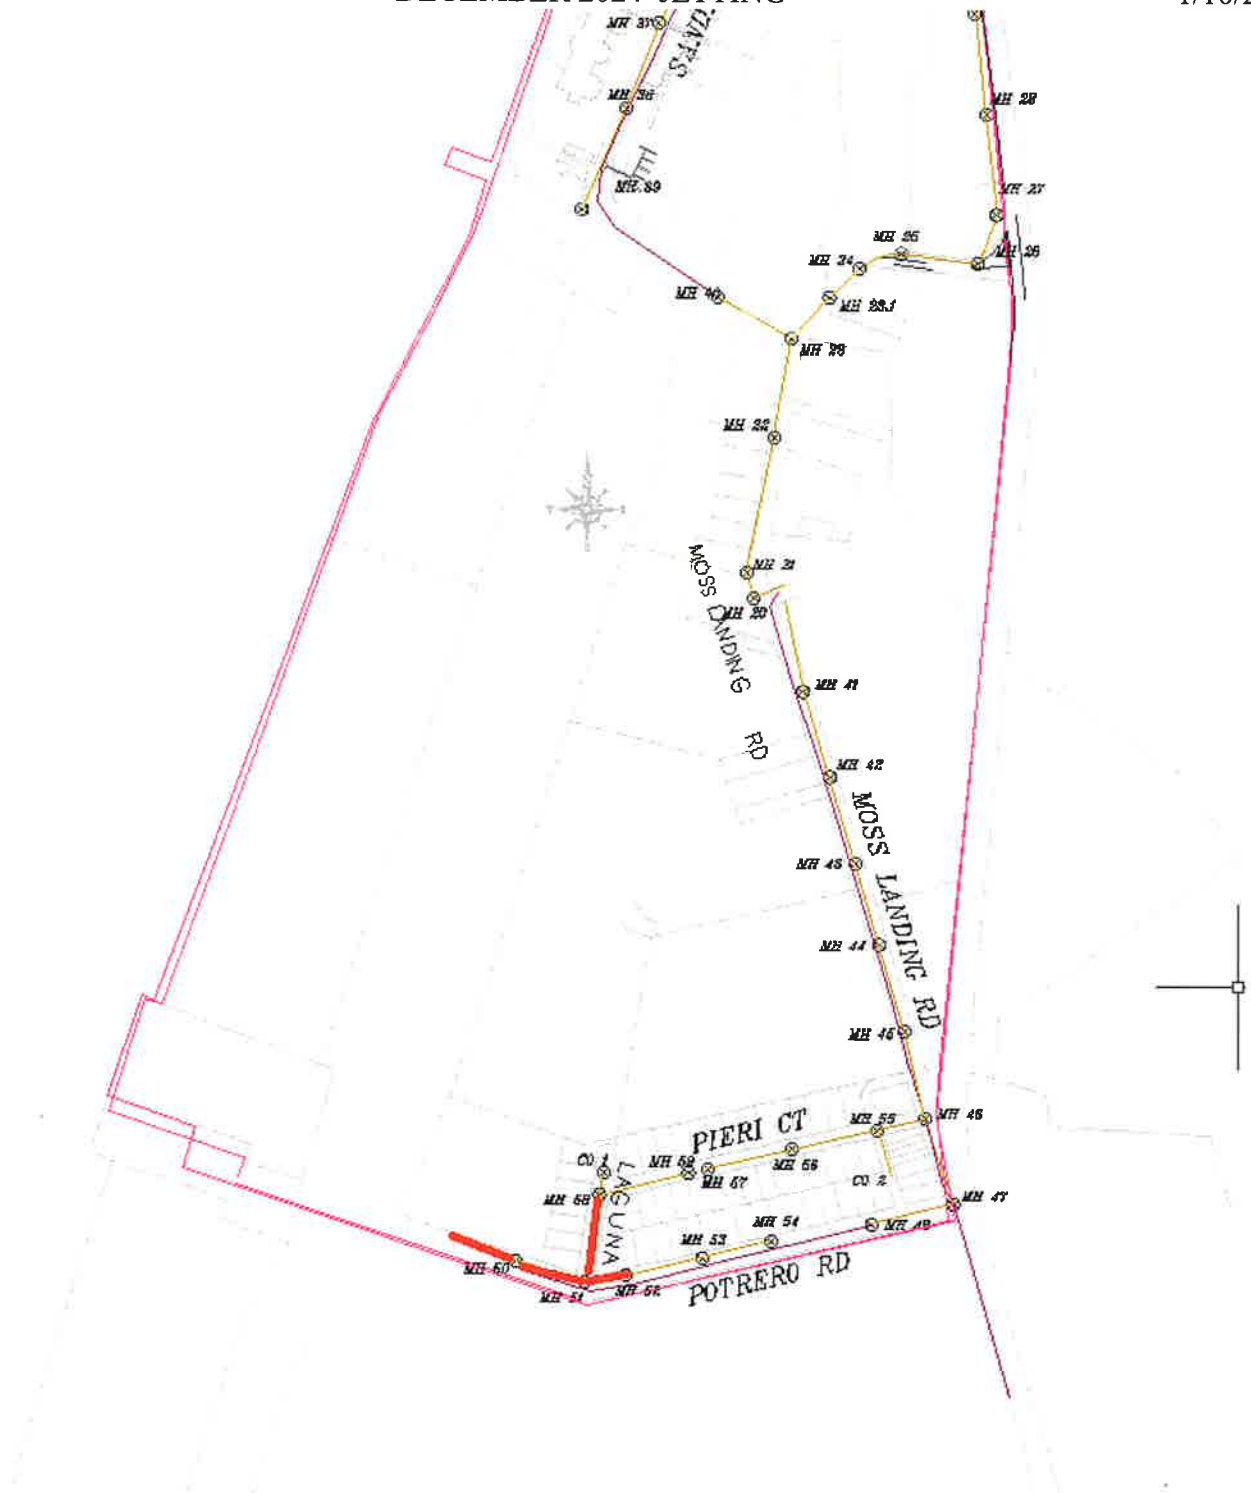 MH 37
MH 36
MH 39
MH 28
MH 27
MH 26
MH 25
MH 24
MH 23.1
MH 40
MH 23
MH 22
MH 21
MH 20
MOSS LANDING RD
MH 41
MH 42
MOSS LANDING RD
MH 43
MH 44
MH 45
MH 46
MH 55
PIERI CT
MH 56
MH 57
CO 1
LAGUNA
MH 58
CO 2
MH 47
MH 48
MH 54
MH 53
POTRERO RD
MH 52
MH 51
MH 50